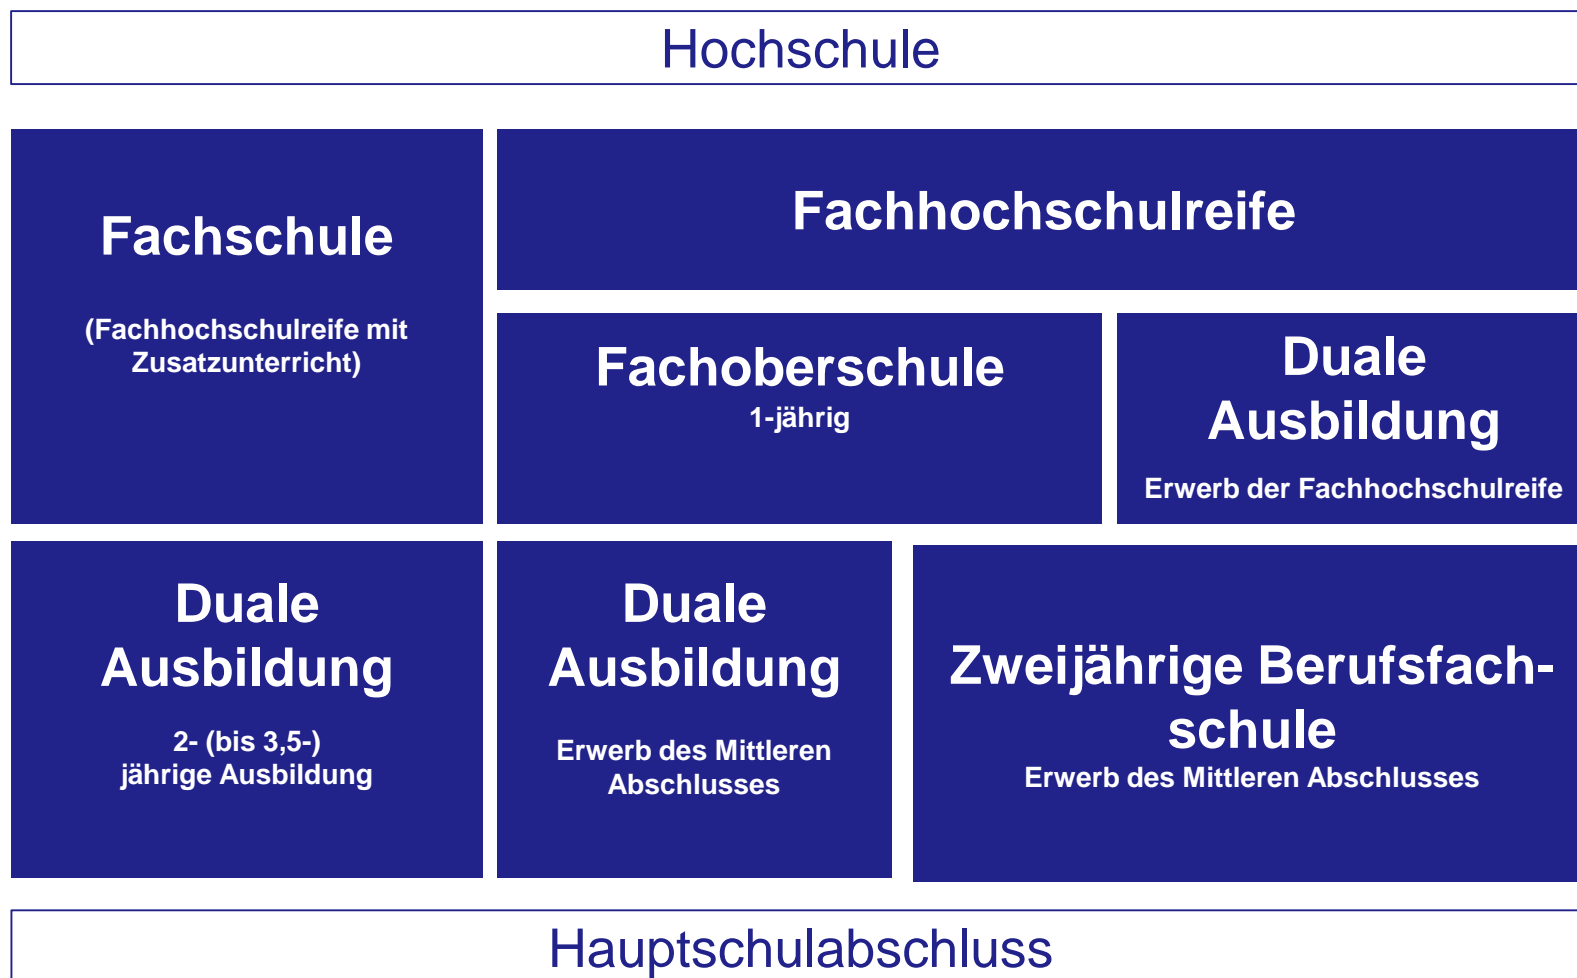 Hochschule
Fachschule
(Fachhochschulreife mit
Zusatzunterricht)
Fachhochschulreife
Fachoberschule
1-jährig
Duale
Ausbildung
Erwerb der Fachhochschulreife
Duale
Ausbildung
2- (bis 3,5-)
jährige Ausbildung
Duale
Ausbildung
Erwerb des Mittleren
Abschlusses
Zweijährige Berufsfach-
schule
Erwerb des Mittleren Abschlusses
Hauptschulabschluss